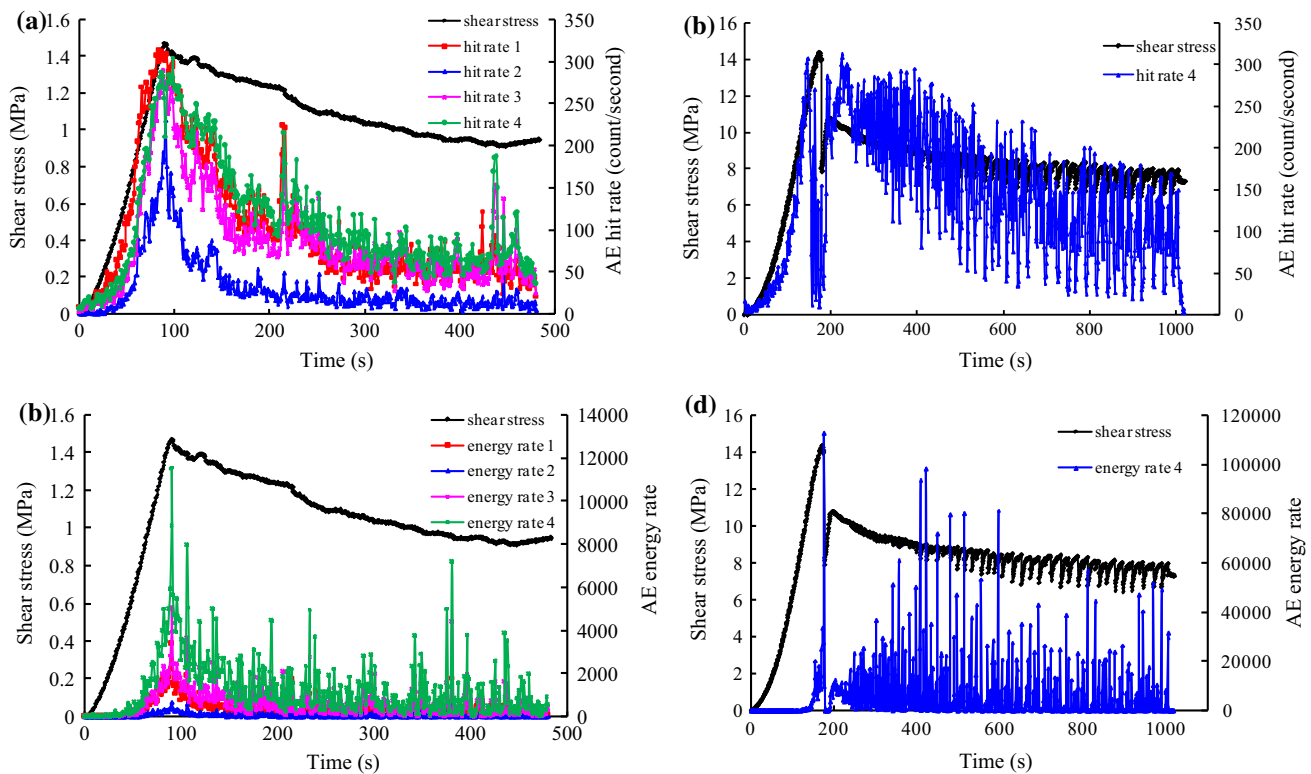 (a)
Shear stress (MPa)
1.6
1.4
1.2
1
0.8
0.6
0.4
0.2
0
shear stress
hit rate 1
hit rate 2
hit rate 3
hit rate 4
350
300
250
200
150
100
50
0
AE hit rate (count/second)
0 100 200 300 400 500
Time (s)
(b)
Shear stress (MPa)
16
14
12
10
8
6
4
2
0
shear stress
hit rate 4
350
300
250
200
150
100
50
0
AE hit rate (count/second)
0 200 400 600 800 1000
Time (s)
(b)
Shear stress (MPa)
1.6
1.4
1.2
1
0.8
0.6
0.4
0.2
0
shear stress
energy rate 1
energy rate 2
energy rate 3
energy rate 4
14000
12000
10000
8000
6000
4000
2000
0
AE energy rate
0 100 200 300 400 500
Time (s)
(d)
Shear stress (MPa)
16
14
12
10
8
6
4
2
0
shear stress
energy rate 4
120000
100000
80000
60000
40000
20000
0
AE energy rate
0 200 400 600 800 1000
Time (s)